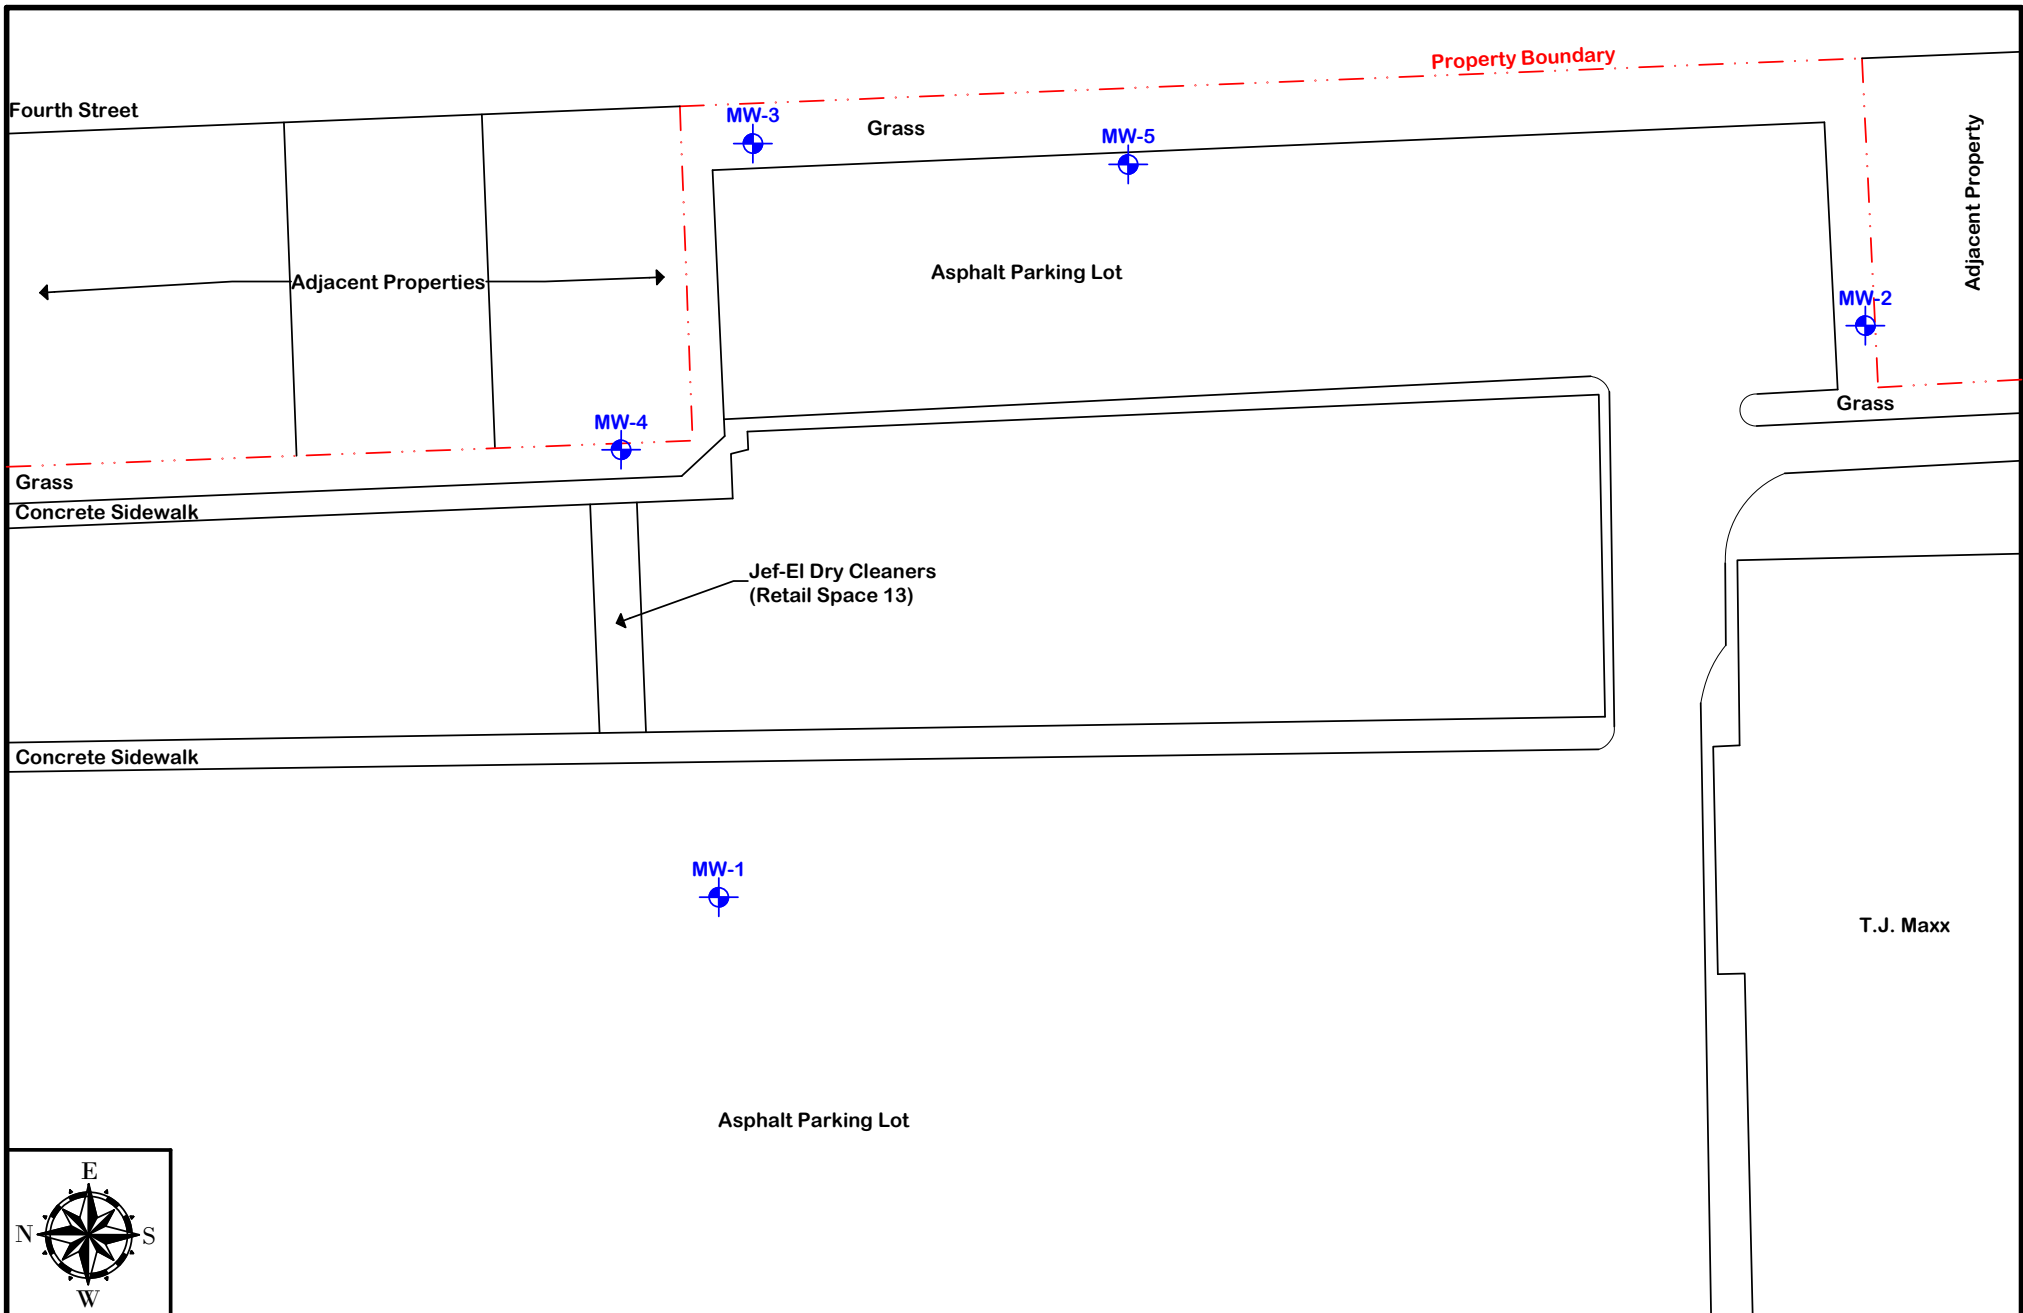 Property Boundary
Fourth Street
MW-3
Grass
MW-5
Adjacent Property
Adjacent Properties
Asphalt Parking Lot
MW-2
Grass
MW-4
Grass
Concrete Sidewalk
Jef-El Dry Cleaners
(Retail Space 13)
Concrete Sidewalk
MW-1
T.J. Maxx
Asphalt Parking Lot
E
N
S
W